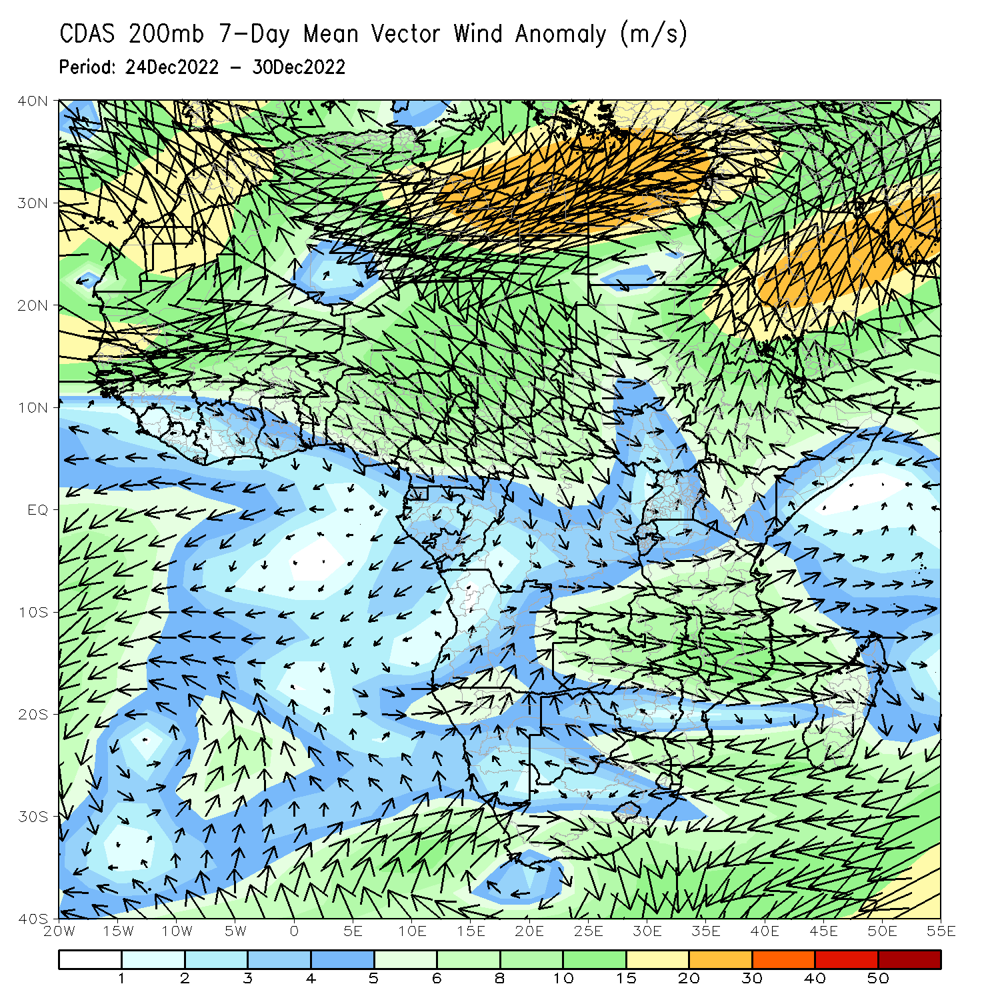 CDAS 200mb 7-Day Mean Vector Wind Anomaly (m/s)
Period: 24Dec2022 - 30Dec2022
40N
30N
20N
10N
EQ
10S
20S
30S
40S
20W 15W 10W 5W 0 5E 10E 15E 20E 25E 30E 35E 40E 45E 50E 55E
1 2 3 4 5 6 8 10 15 20 30 40 50